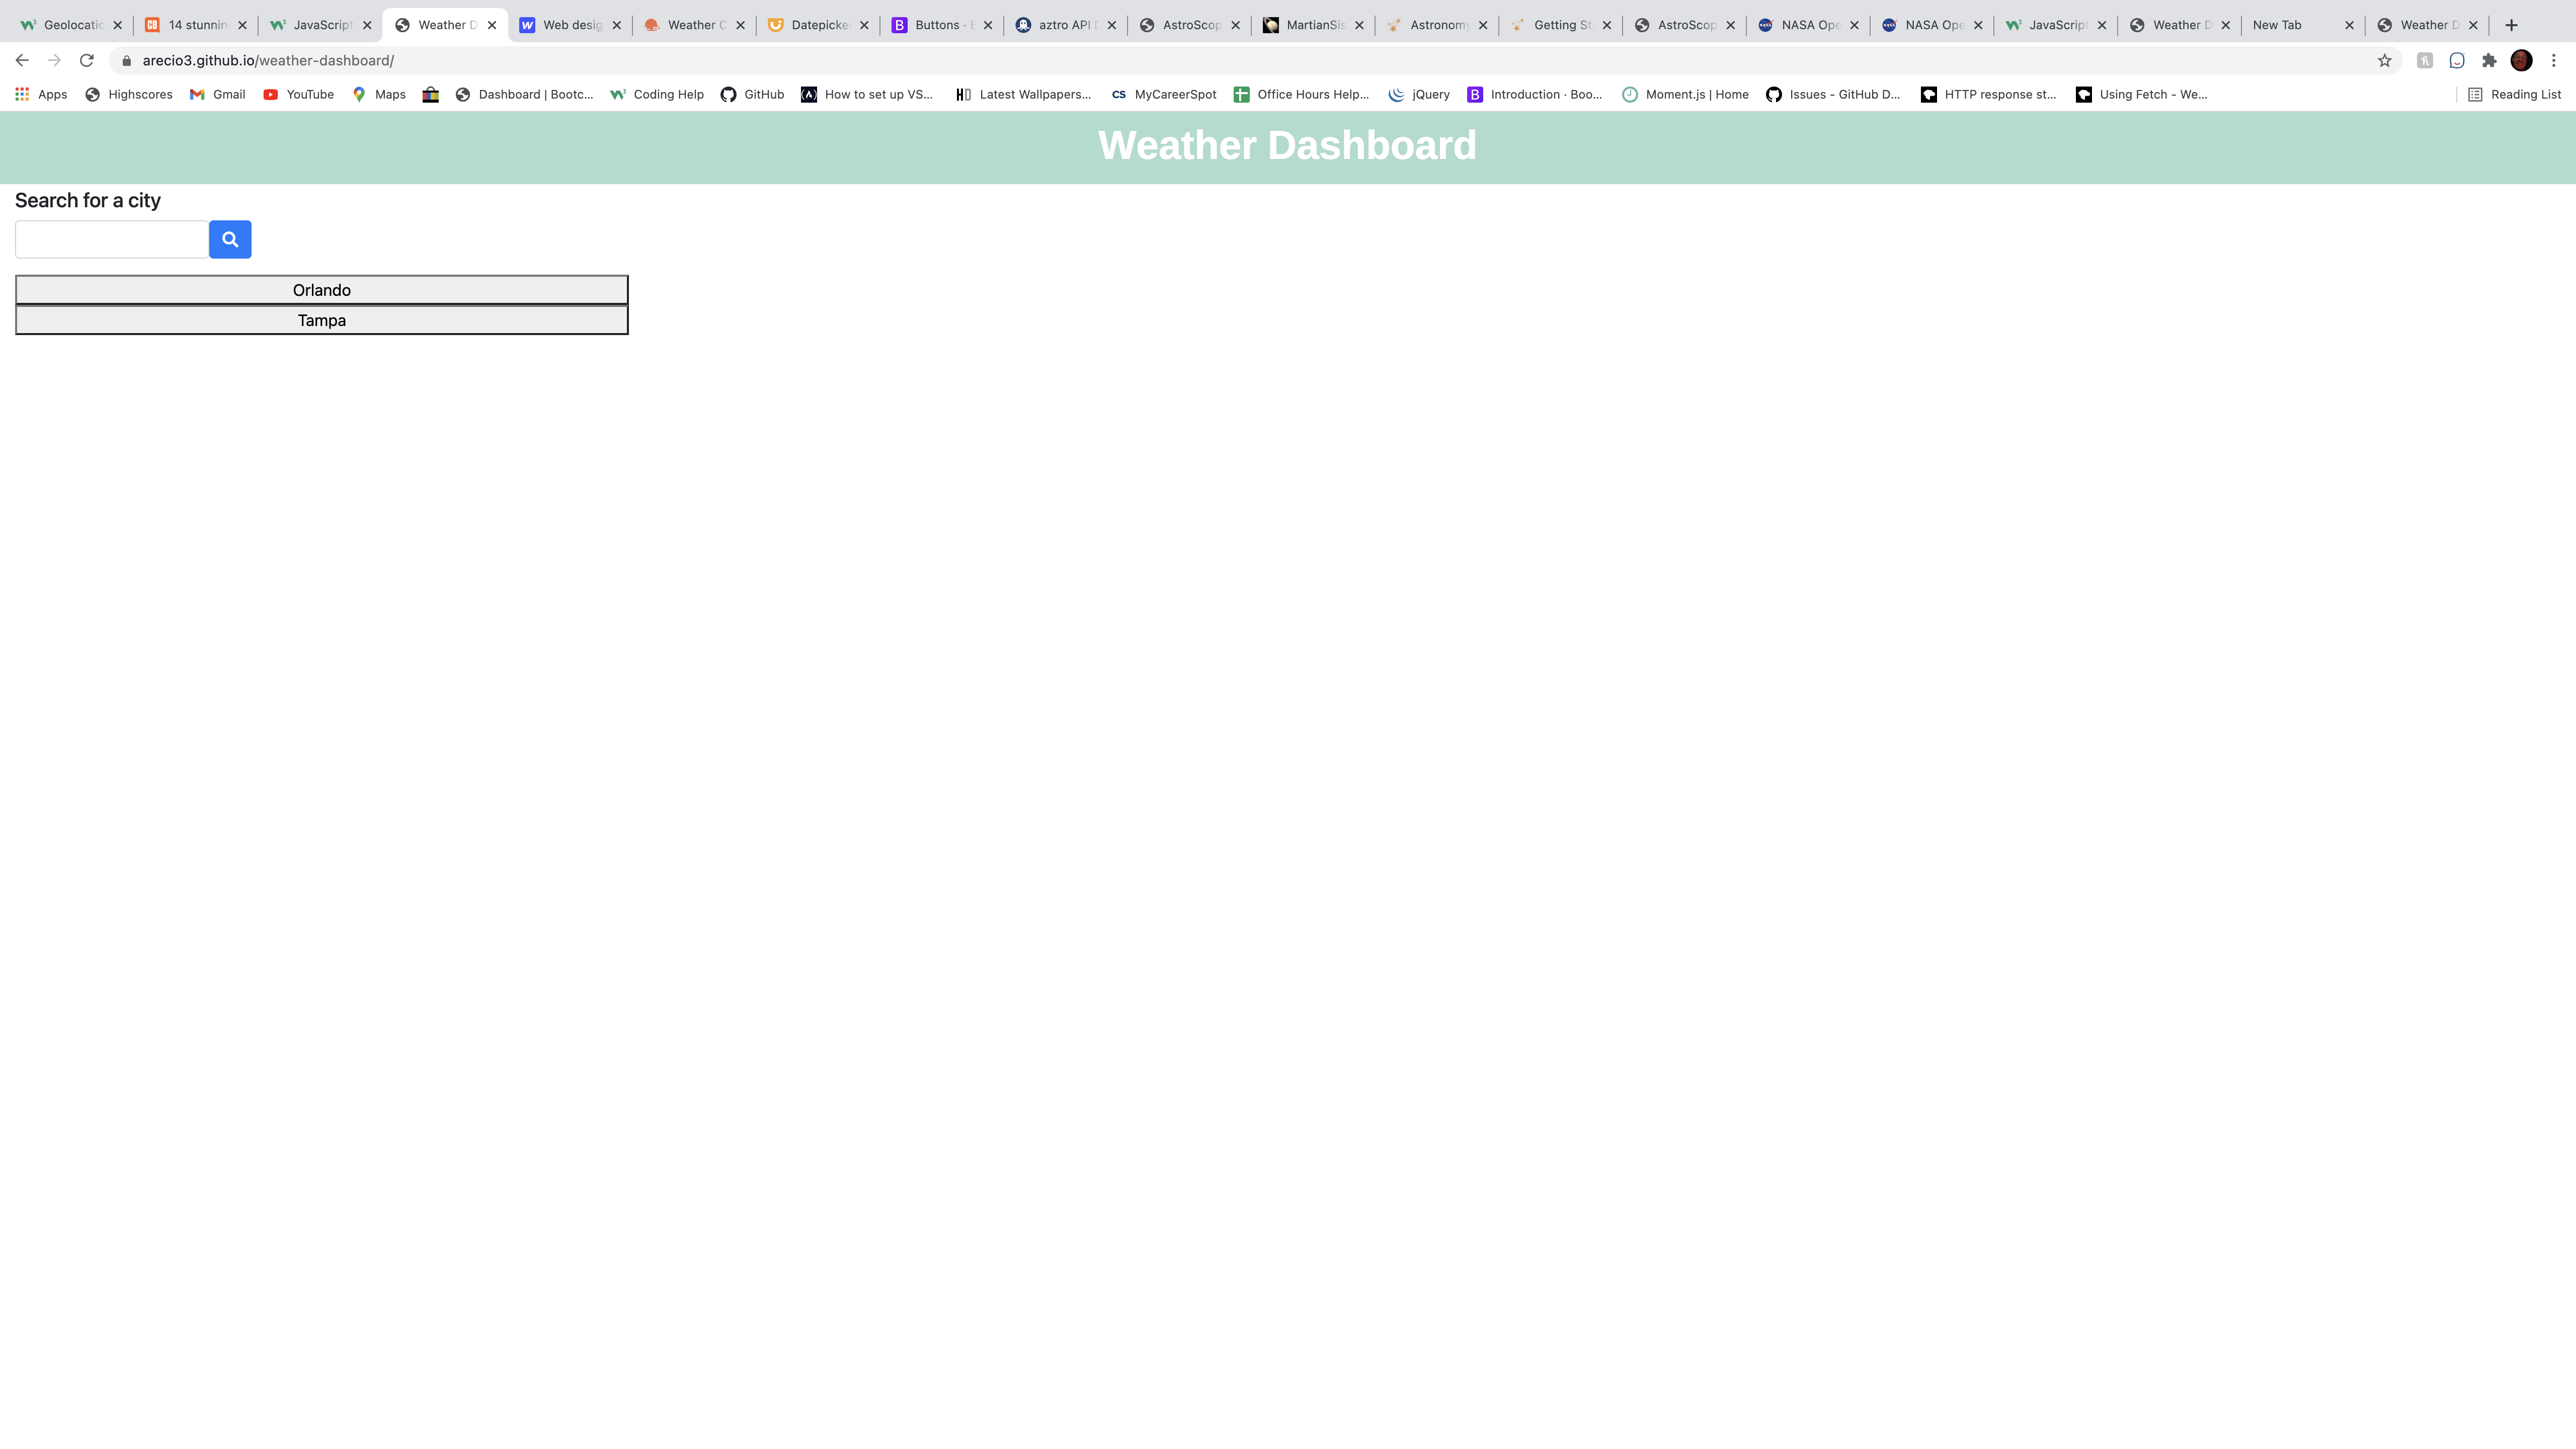 Geolocatio 14 stunnin JavaScript Weather D Web desig Weather C Datepicker Buttons · B aztro API D AstroScop MartianSis Astronomy Getting St AstroScop NASA Ope NASA Ope JavaScript Weather D New Tab Weather D
arecio3.github.io/weather-dashboard/
Apps Highscores Gmail YouTube Maps Dashboard | Bootc... Coding Help GitHub How to set up VS... Latest Wallpapers... MyCareerSpot Office Hours Help... jQuery Introduction · Boo... Moment.js | Home Issues - GitHub D... HTTP response st... Using Fetch - We... Reading List
Weather Dashboard
Search for a city
Orlando
Tampa